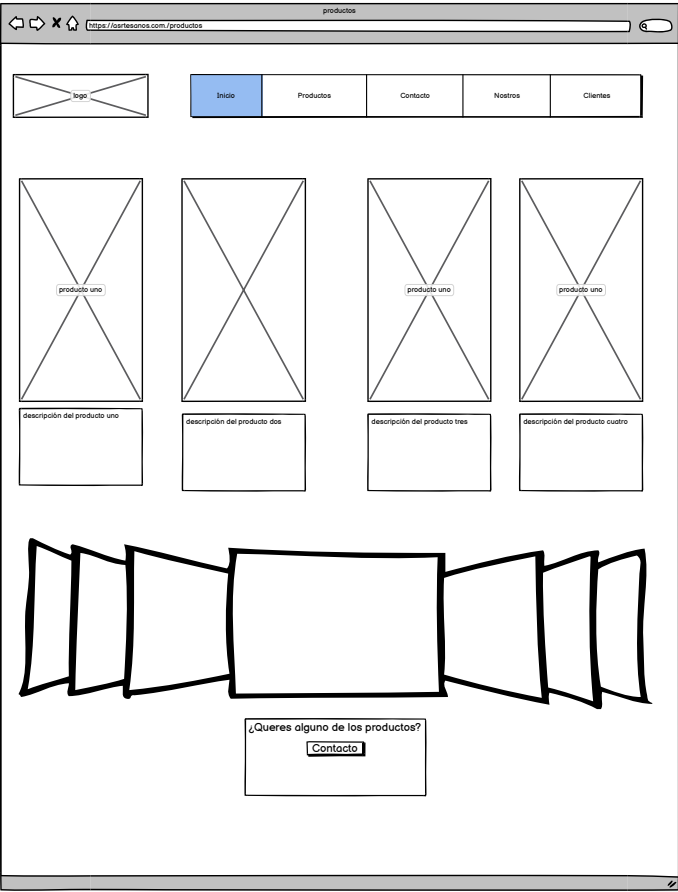 productos
https://asrtesanos.com./productos
logo
Inicio
Productos
Contacto
Nostros
Clientes
producto uno
producto uno
producto uno
descripción del producto uno
descripción del producto dos
descripción del producto tres
descripción del producto cuatro
¿Queres alguno de los productos?
Contacto